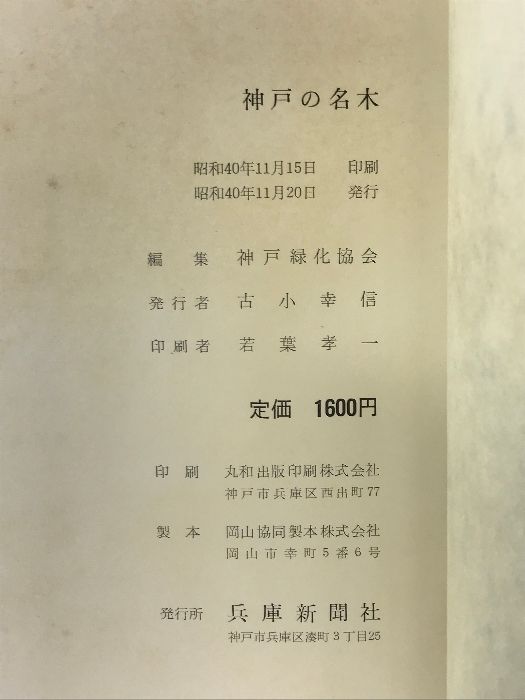 神戸の名木
昭和40年11月15日　印刷
昭和40年11月20日　発行
編集　神戸緑化協会
発行者　古小幸信
印刷者　若葉孝一
定価　1600円
印刷　丸和出版印刷株式会社
神戸市兵庫区西出町77
製本　岡山協同製本株式会社
岡山市幸町5番6号
発行所　兵庫新聞社
神戸市兵庫区湊町3丁目25